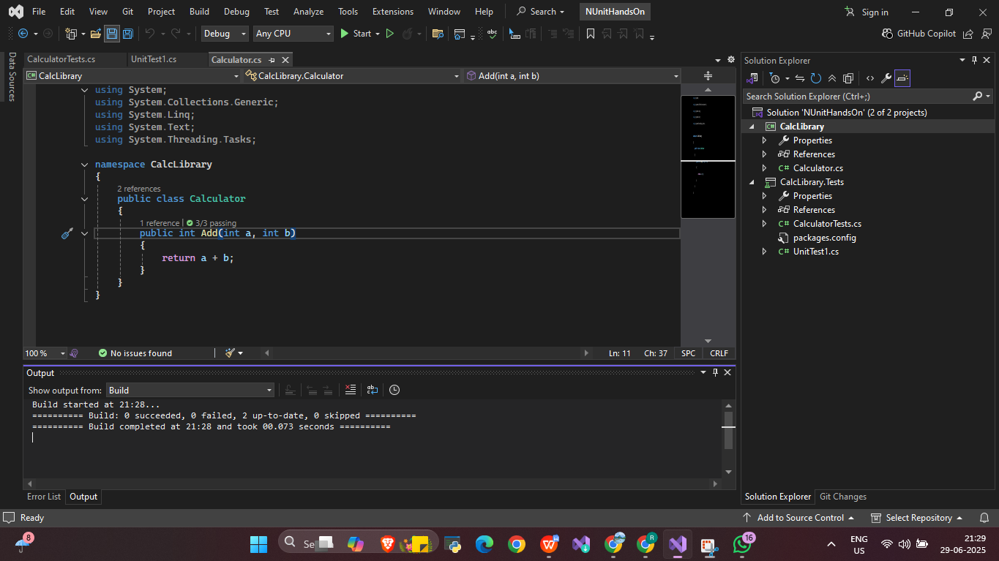 File Edit View Git Project Build Debug Test Analyze Tools Extensions Window Help Search NUnitHandsOn Sign in
Debug Any CPU Start GitHub Copilot
Data Sources
CalculatorTests.cs UnitTest1.cs Calculator.cs
CalcLibrary CalcLibrary.Calculator Add(int a, int b)
using System;
using System.Collections.Generic;
using System.Linq;
using System.Text;
using System.Threading.Tasks;
namespace CalcLibrary
{
2 references
public class Calculator
{
1 reference | 3/3 passing
public int Add(int a, int b)
{
return a + b;
}
}
}
100 % No issues found Ln: 11 Ch: 37 SPC CRLF
Output
Show output from: Build
Build started at 21:28...
========== Build: 0 succeeded, 0 failed, 2 up-to-date, 0 skipped ==========
========== Build completed at 21:28 and took 00.073 seconds ==========
Error List Output
Solution Explorer
Search Solution Explorer (Ctrl+;)
Solution 'NUnitHandsOn' (2 of 2 projects)
CalcLibrary
Properties
References
C# Calculator.cs
CalcLibrary.Tests
Properties
References
C# CalculatorTests.cs
packages.config
C# UnitTest1.cs
Solution Explorer Git Changes
Ready Add to Source Control Select Repository
8 Se R 16 ENG 21:29
US 29-06-2025